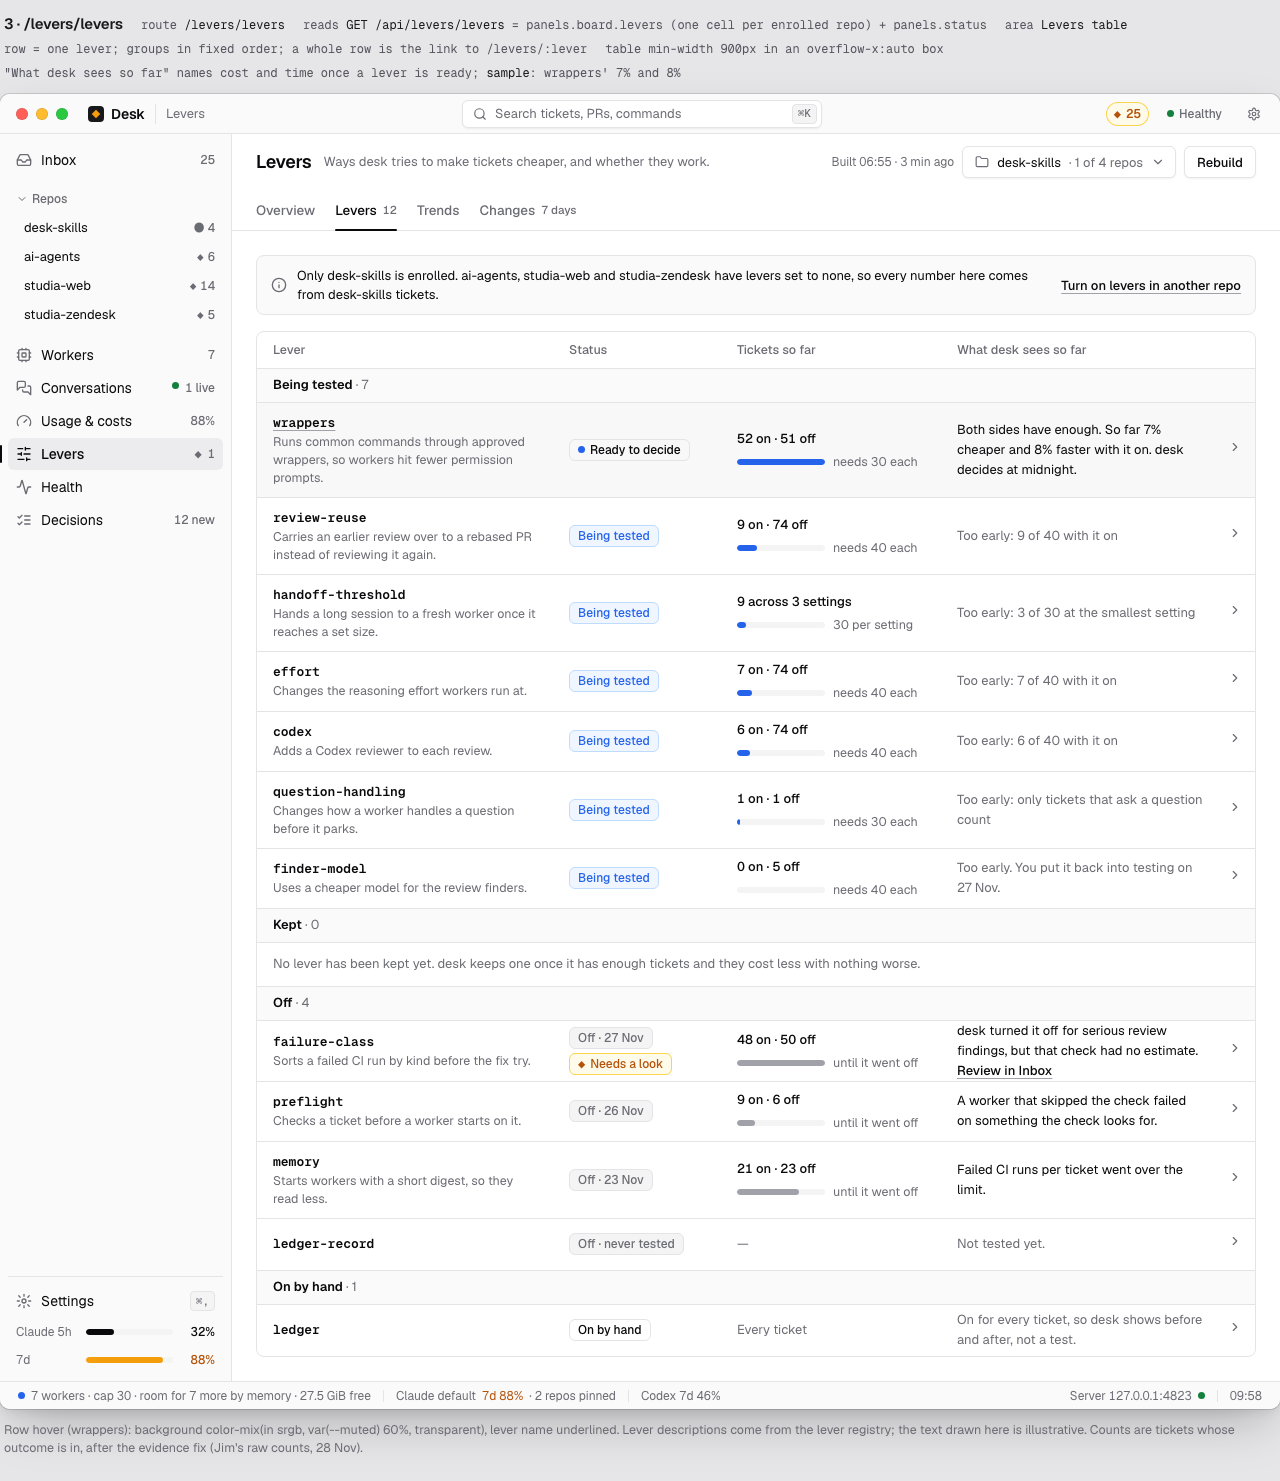 3 · /levers/levers route /levers/levers reads GET /api/levers/levers = panels.board.levers (one cell per enrolled repo) + panels.status area Levers table
row = one lever; groups in fixed order; a whole row is the link to /levers/:lever table min-width 900px in an overflow-x:auto box
"What desk sees so far" names cost and time once a lever is ready; sample: wrappers' 7% and 8%
Desk Levers Search tickets, PRs, commands ⌘K ◆ 25 Healthy
Inbox 25
Repos
desk-skills 4
ai-agents ◆ 6
studia-web ◆ 14
studia-zendesk ◆ 5
Workers 7
Conversations 1 live
Usage & costs 88%
Levers ◆ 1
Health
Decisions 12 new
Settings ⌘,
Claude 5h 32%
7d 88%
Levers Ways desk tries to make tickets cheaper, and whether they work. Built 06:55 · 3 min ago desk-skills · 1 of 4 repos Rebuild
Overview Levers 12 Trends Changes 7 days
Only desk-skills is enrolled. ai-agents, studia-web and studia-zendesk have levers set to none, so every number here comes
from desk-skills tickets.
Turn on levers in another repo
Lever Status Tickets so far What desk sees so far
Being tested · 7
wrappers
Runs common commands through approved
wrappers, so workers hit fewer permission
prompts.
Ready to decide
52 on · 51 off
needs 30 each
Both sides have enough. So far 7%
cheaper and 8% faster with it on. desk
decides at midnight.
review-reuse
Carries an earlier review over to a rebased PR
instead of reviewing it again.
Being tested
9 on · 74 off
needs 40 each
Too early: 9 of 40 with it on
handoff-threshold
Hands a long session to a fresh worker once it
reaches a set size.
Being tested
9 across 3 settings
30 per setting
Too early: 3 of 30 at the smallest setting
effort
Changes the reasoning effort workers run at.
Being tested
7 on · 74 off
needs 40 each
Too early: 7 of 40 with it on
codex
Adds a Codex reviewer to each review.
Being tested
6 on · 74 off
needs 40 each
Too early: 6 of 40 with it on
question-handling
Changes how a worker handles a question
before it parks.
Being tested
1 on · 1 off
needs 30 each
Too early: only tickets that ask a question
count
finder-model
Uses a cheaper model for the review finders.
Being tested
0 on · 5 off
needs 40 each
Too early. You put it back into testing on
27 Nov.
Kept · 0
No lever has been kept yet. desk keeps one once it has enough tickets and they cost less with nothing worse.
Off · 4
failure-class
Sorts a failed CI run by kind before the fix try.
Off · 27 Nov
◆ Needs a look
48 on · 50 off
until it went off
desk turned it off for serious review
findings, but that check had no estimate.
Review in Inbox
preflight
Checks a ticket before a worker starts on it.
Off · 26 Nov
9 on · 6 off
until it went off
A worker that skipped the check failed
on something the check looks for.
memory
Starts workers with a short digest, so they
read less.
Off · 23 Nov
21 on · 23 off
until it went off
Failed CI runs per ticket went over the
limit.
ledger-record
Off · never tested
—
Not tested yet.
On by hand · 1
ledger
On by hand
Every ticket
On for every ticket, so desk shows before
and after, not a test.
7 workers · cap 30 · room for 7 more by memory · 27.5 GiB free Claude default 7d 88% · 2 repos pinned Codex 7d 46% Server 127.0.0.1:4823 09:58
Row hover (wrappers): background color-mix(in srgb, var(--muted) 60%, transparent), lever name underlined. Lever descriptions come from the lever registry; the text drawn here is illustrative. Counts are tickets whose
outcome is in, after the evidence fix (Jim's raw counts, 28 Nov).